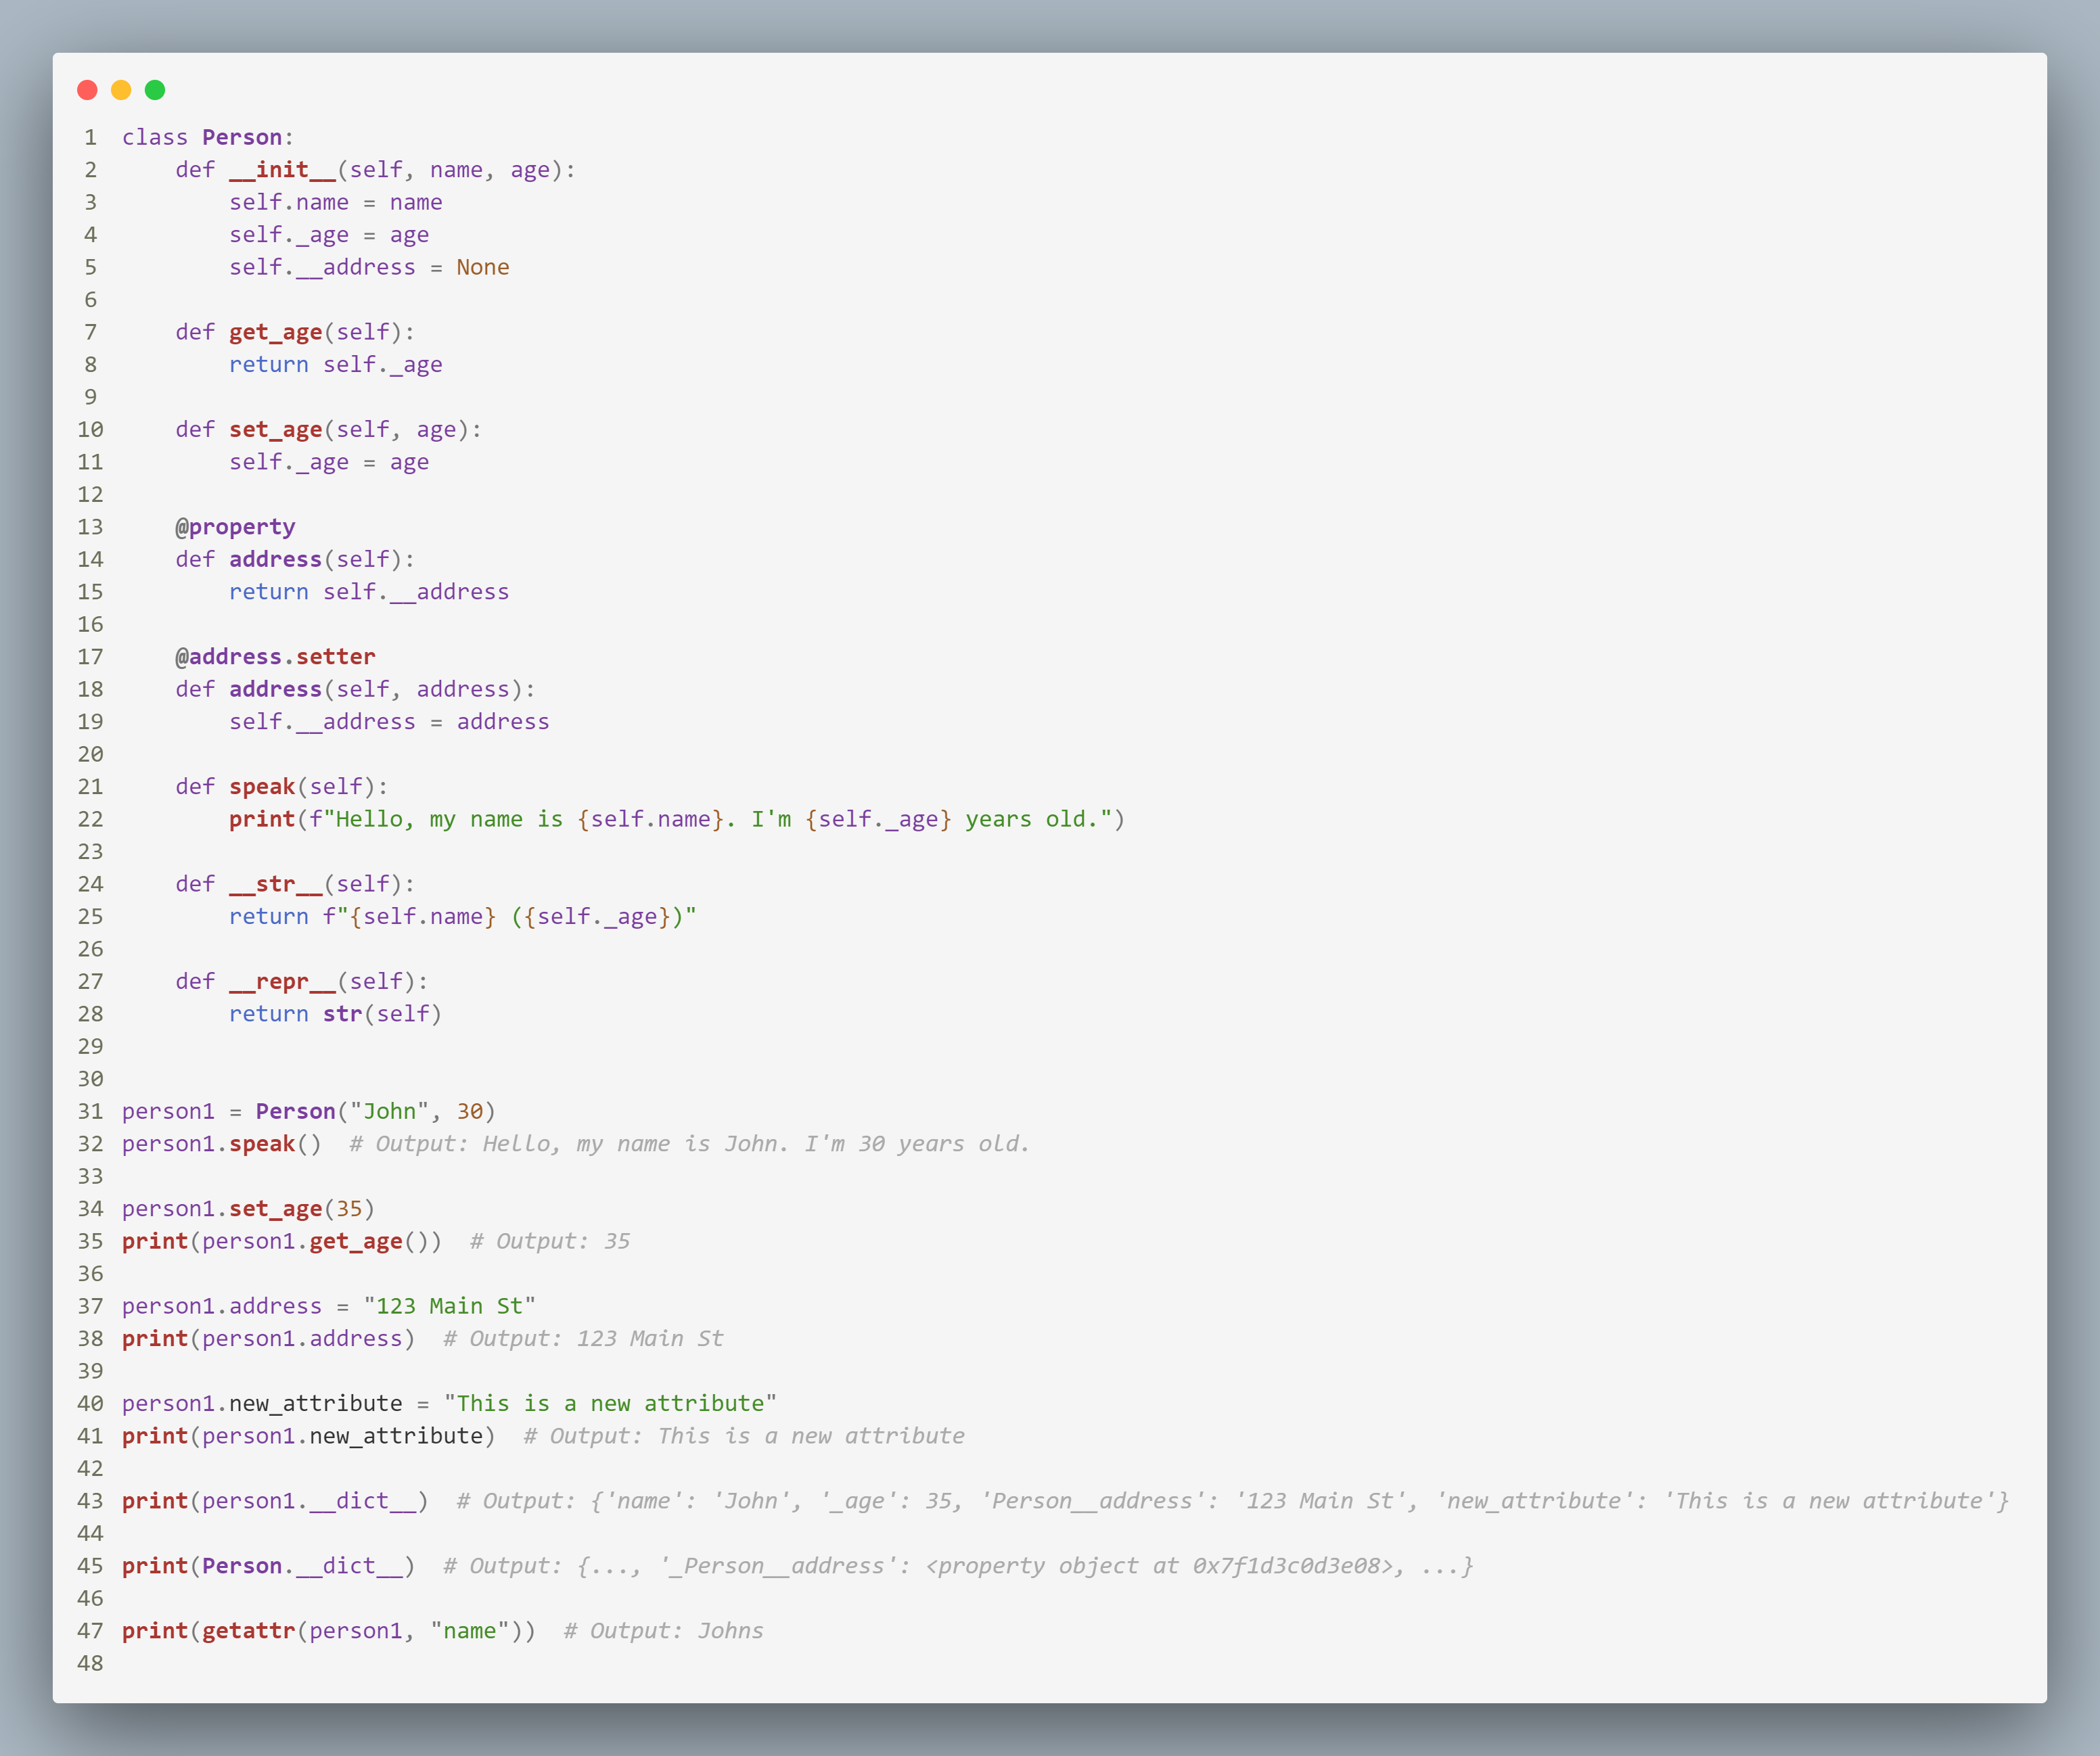 1 class Person:
2     def __init__(self, name, age):
3         self.name = name
4         self._age = age
5         self.__address = None
6
7     def get_age(self):
8         return self._age
9
10     def set_age(self, age):
11         self._age = age
12
13     @property
14     def address(self):
15         return self.__address
16
17     @address.setter
18     def address(self, address):
19         self.__address = address
20
21     def speak(self):
22         print(f"Hello, my name is {self.name}. I'm {self._age} years old.")
23
24     def __str__(self):
25         return f"{self.name} ({self._age})"
26
27     def __repr__(self):
28         return str(self)
29
30
31 person1 = Person("John", 30)
32 person1.speak()  # Output: Hello, my name is John. I'm 30 years old.
33
34 person1.set_age(35)
35 print(person1.get_age())  # Output: 35
36
37 person1.address = "123 Main St"
38 print(person1.address)  # Output: 123 Main St
39
40 person1.new_attribute = "This is a new attribute"
41 print(person1.new_attribute)  # Output: This is a new attribute
42
43 print(person1.__dict__)  # Output: {'name': 'John', '_age': 35, 'Person__address': '123 Main St', 'new_attribute': 'This is a new attribute'}
44
45 print(Person.__dict__)  # Output: {..., '_Person__address': <property object at 0x7f1d3c0d3e08>, ...}
46
47 print(getattr(person1, "name"))  # Output: Johns
48